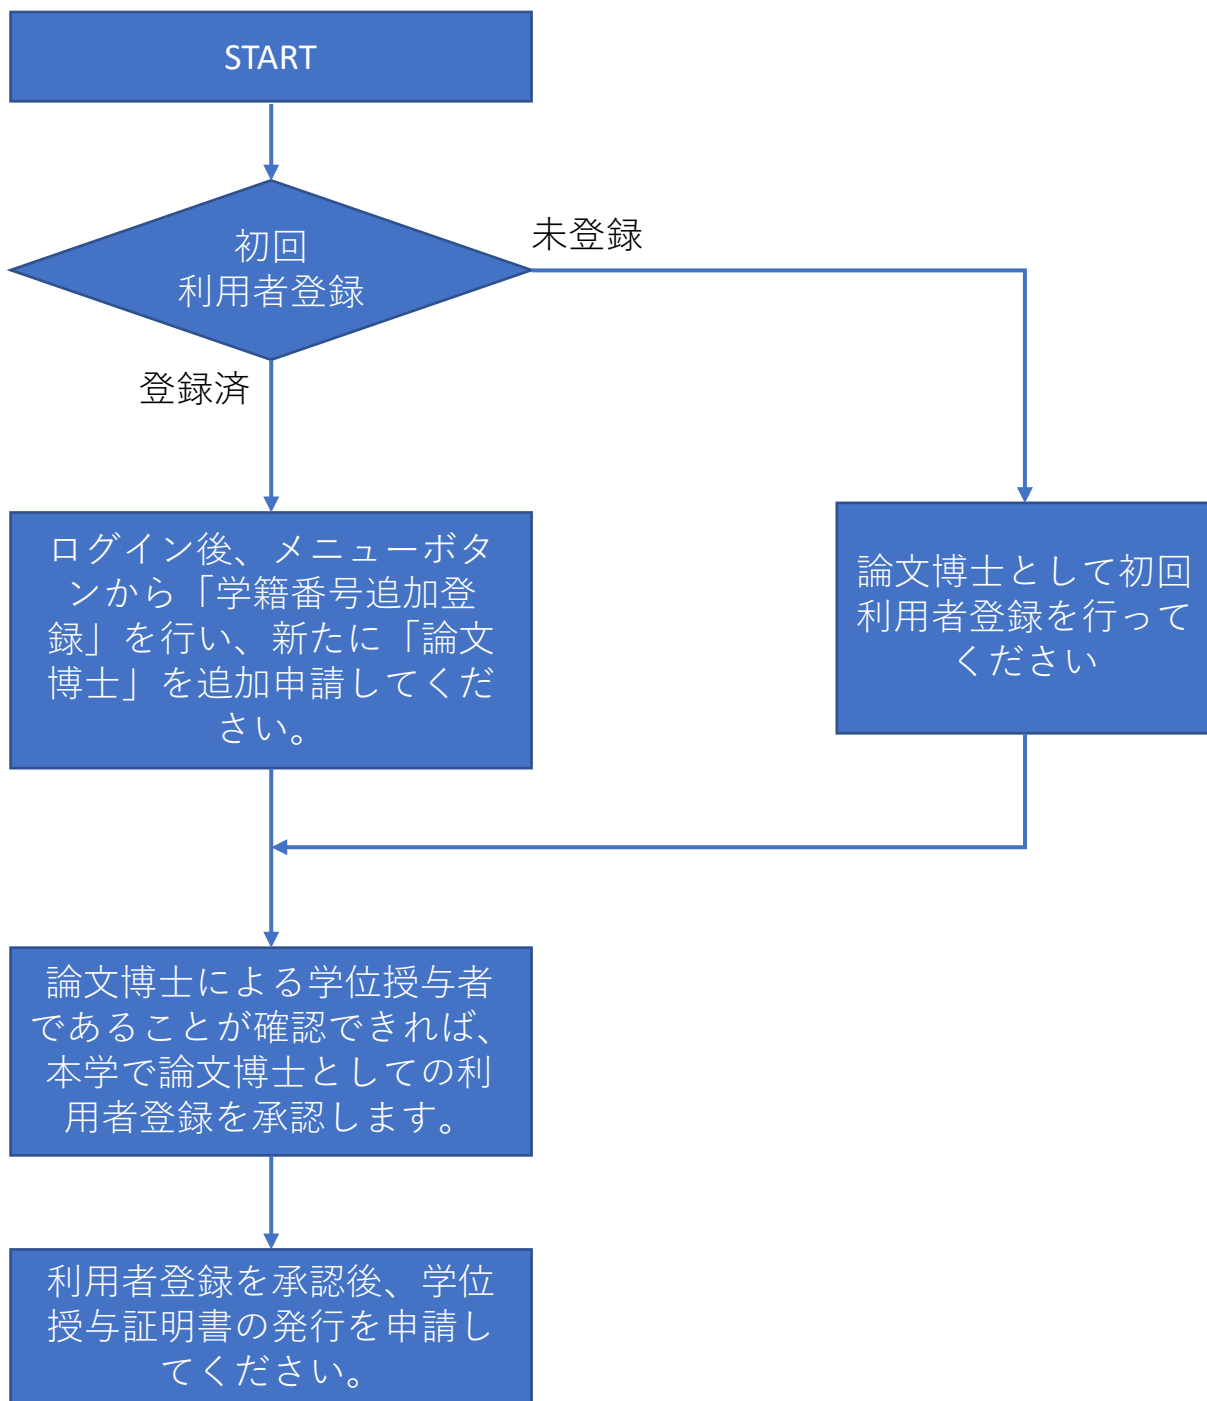 START
初回
利用者登録
未登録
登録済
ログイン後、メニューボタ
ンから「学籍番号追加登
録」を行い、新たに「論文
博士」を追加申請してくだ
さい。
論文博士として初回
利用者登録を行って
ください
論文博士による学位授与者
であることが確認できれば、
本学で論文博士としての利
用者登録を承認します。
利用者登録を承認後、学位
授与証明書の発行を申請し
てください。